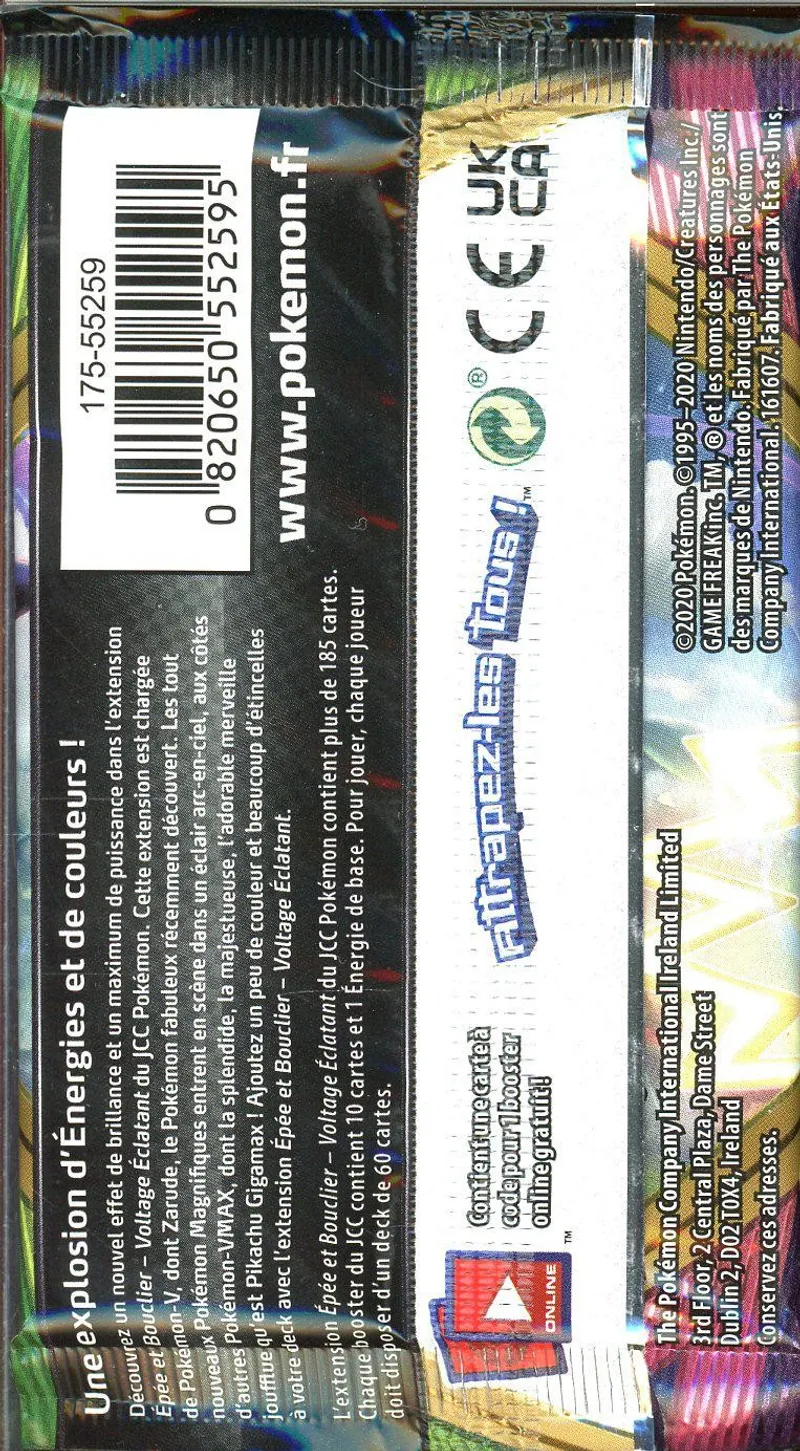 Une explosion d'Énergies et de couleurs !
Découvrez un nouvel effet de brillance et un maximum de puissance dans l'extension
Épée et Bouclier – Voltage Éclatant du JCC Pokémon. Cette extension est chargée
de Pokémon-V, dont Zarude, le Pokémon fabuleux récemment découvert. Les tout
nouveaux Pokémon Magnifiques entrent en scène dans un éclair arc-en-ciel, aux côtés
d'autres Pokémon-VMAX, dont la splendide, la majestueuse, l'adorable merveille
joufflue qu'est Pikachu Gigamax ! Ajoutez un peu de couleur et beaucoup d'étincelles
à votre deck avec l'extension Épée et Bouclier – Voltage Éclatant.
L'extension Épée et Bouclier – Voltage Éclatant du JCC Pokémon contient plus de 185 cartes.
Chaque booster du JCC contient 10 cartes et 1 Énergie de base. Pour jouer, chaque joueur
doit disposer d'un deck de 60 cartes.
175-55259
0 820650 552595
www.pokemon.fr
ONLINE
TM
Contient une carte à
code pour 1 booster
online gratuit !
Attrapez-les Tous !™
®
CE
UK
CA
The Pokémon Company International Ireland Limited
3rd Floor, 2 Central Plaza, Dame Street
Dublin 2, D02 T0X4, Ireland
Conservez ces adresses.
©2020 Pokémon. ©1995–2020 Nintendo/Creatures Inc./
GAME FREAK inc. TM, ® et les noms des personnages sont
des marques de Nintendo. Fabriqué par The Pokémon
Company International. 161607. Fabriqué aux États-Unis.